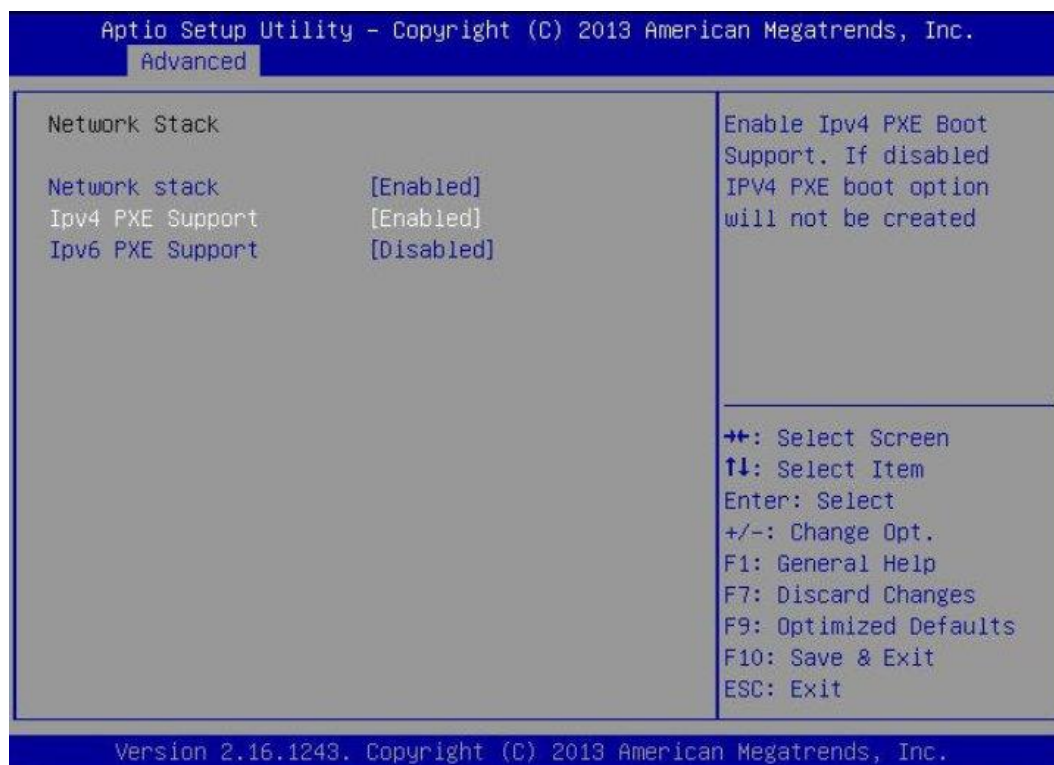 Aptio Setup Utility – Copyright (C) 2013 American Megatrends, Inc.
Advanced
Network Stack
Network stack [Enabled]
Ipv4 PXE Support [Enabled]
Ipv6 PXE Support [Disabled]
Enable Ipv4 PXE Boot
Support. If disabled
IPV4 PXE boot option
will not be created
→←: Select Screen
↑↓: Select Item
Enter: Select
+/-: Change Opt.
F1: General Help
F7: Discard Changes
F9: Optimized Defaults
F10: Save & Exit
ESC: Exit
Version 2.16.1243. Copyright (C) 2013 American Megatrends, Inc.